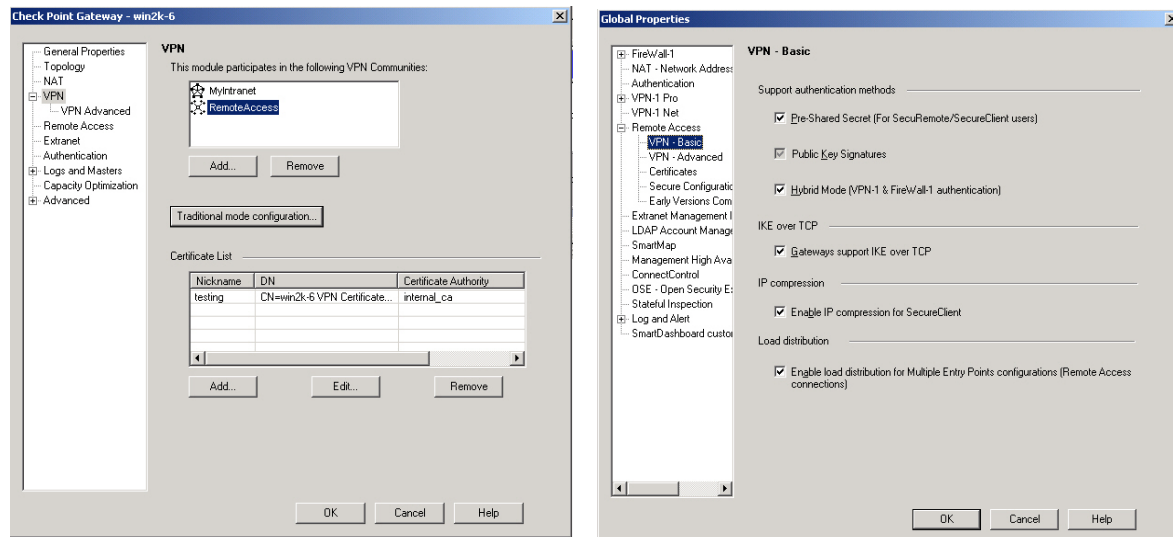 Check Point Gateway - win2k-6
General Properties
Topology
NAT
VPN
VPN Advanced
Remote Access
Extranet
Authentication
Logs and Masters
Capacity Optimization
Advanced
VPN
This module participates in the following VPN Communities:
MyIntranet
RemoteAccess
Add...
Remove
Traditional mode configuration...
Certificate List
Nickname DN Certificate Authority
testing CN=win2k-6 VPN Certificate... internal_ca
Add...
Edit...
Remove
OK
Cancel
Help
Global Properties
FireWall-1
NAT - Network Address
Authentication
VPN-1 Pro
VPN-1 Net
Remote Access
VPN - Basic
VPN - Advanced
Certificates
Secure Configuratio
Early Versions Com
Extranet Management I
LDAP Account Manage
SmartMap
Management High Ava
ConnectControl
OSE - Open Security E
Stateful Inspection
Log and Alert
SmartDashboard custor
VPN - Basic
Support authentication methods
Pre-Shared Secret (For SecuRemote/SecureClient users)
Public Key Signatures
Hybrid Mode (VPN-1 & FireWall-1 authentication)
IKE over TCP
Gateways support IKE over TCP
IP compression
Enable IP compression for SecureClient
Load distribution
Enable load distribution for Multiple Entry Points configurations (Remote Access
connections)
OK
Cancel
Help